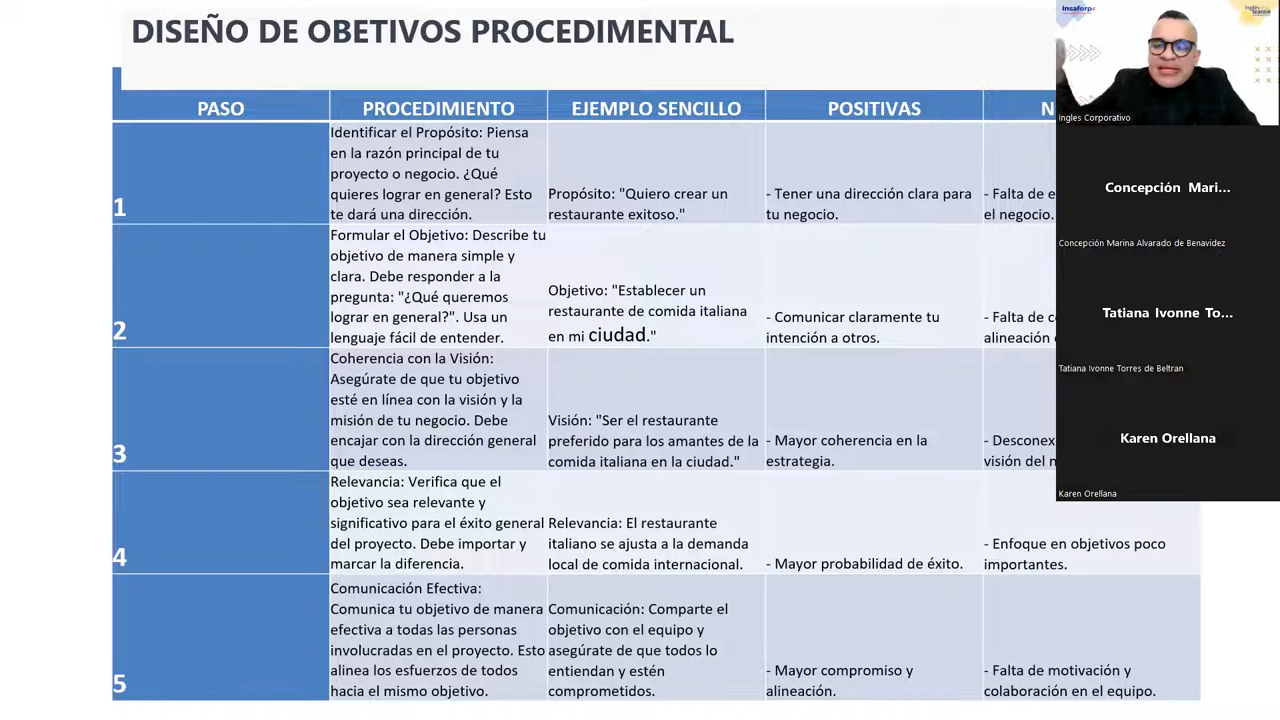 DISEÑO DE OBETIVOS PROCEDIMENTAL
PASO
PROCEDIMIENTO
EJEMPLO SENCILLO
POSITIVAS
N
1
Identificar el Propósito: Piensa
en la razón principal de tu
proyecto o negocio. ¿Qué
quieres lograr en general? Esto
te dará una dirección.
Propósito: "Quiero crear un
restaurante exitoso."
- Tener una dirección clara para
tu negocio.
- Falta de e
el negocio.
2
Formular el Objetivo: Describe tu
objetivo de manera simple y
clara. Debe responder a la
pregunta: "¿Qué queremos
lograr en general?". Usa un
lenguaje fácil de entender.
Objetivo: "Establecer un
restaurante de comida italiana
en mi ciudad."
- Comunicar claramente tu
intención a otros.
- Falta de c
alineación
3
Coherencia con la Visión:
Asegúrate de que tu objetivo
esté en línea con la visión y la
misión de tu negocio. Debe
encajar con la dirección general
que deseas.
Visión: "Ser el restaurante
preferido para los amantes de la
comida italiana en la ciudad."
- Mayor coherencia en la
estrategia.
- Desconex
visión del n
4
Relevancia: Verifica que el
objetivo sea relevante y
significativo para el éxito general
del proyecto. Debe importar y
marcar la diferencia.
Relevancia: El restaurante
italiano se ajusta a la demanda
local de comida internacional.
- Mayor probabilidad de éxito.
- Enfoque en objetivos poco
importantes.
5
Comunicación Efectiva:
Comunica tu objetivo de manera
efectiva a todas las personas
involucradas en el proyecto. Esto
alinea los esfuerzos de todos
hacia el mismo objetivo.
Comunicación: Comparte el
objetivo con el equipo y
asegúrate de que todos lo
entiendan y estén
comprometidos.
- Mayor compromiso y
alineación.
- Falta de motivación y
colaboración en el equipo.
insaforp
Ingles Corporativo
Concepción Mari...
Concepción Marina Alvarado de Benavidez
Tatiana Ivonne To...
Tatiana Ivonne Torres de Beltran
Karen Orellana
Karen Orellana